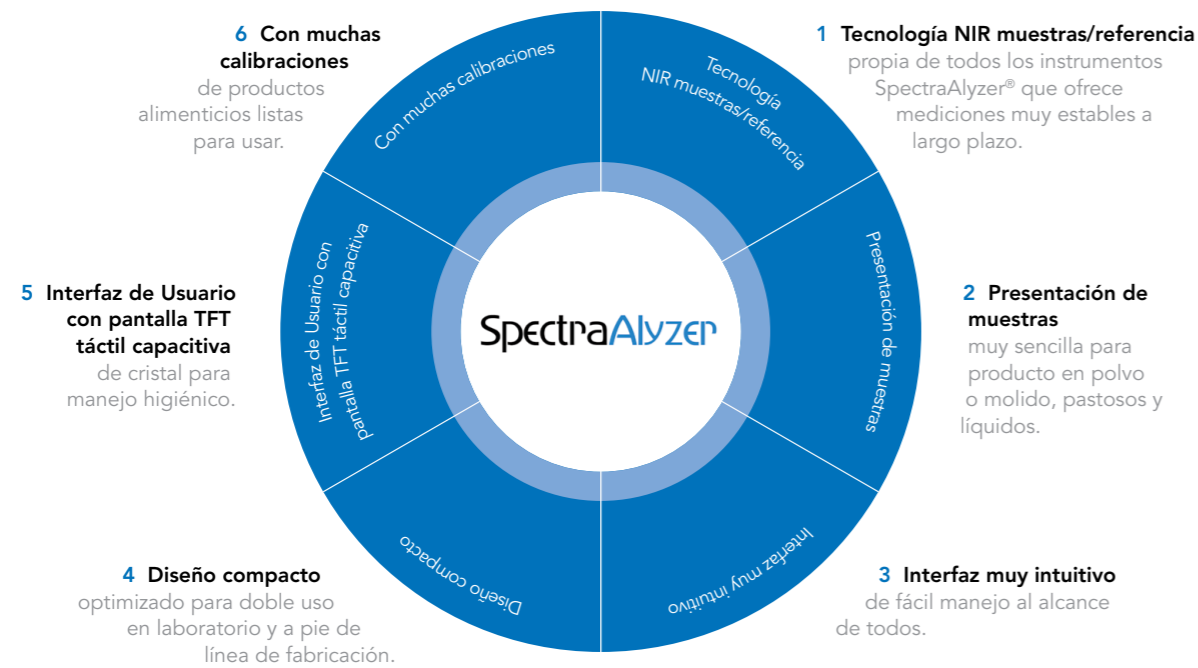 6 Con muchas
calibraciones
de productos
alimenticios listas
para usar.
1 Tecnología NIR muestras/referencia
propia de todos los instrumentos
SpectraAlyzer® que ofrece
mediciones muy estables a
largo plazo.
5 Interfaz de Usuario
con pantalla TFT
táctil capacitiva
de cristal para
manejo higiénico.
2 Presentación de
muestras
muy sencilla para
producto en polvo
o molido, pastosos y
líquidos.
4 Diseño compacto
optimizado para doble uso
en laboratorio y a pie de
línea de fabricación.
3 Interfaz muy intuitivo
de fácil manejo al alcance
de todos.
Con muchas calibraciones
Tecnología
NIR muestras/referencia
Presentación de muestras
Interfaz muy intuitivo
Diseño compacto
Interfaz de Usuario con
pantalla TFT táctil capacitiva
SpectraAlyzer